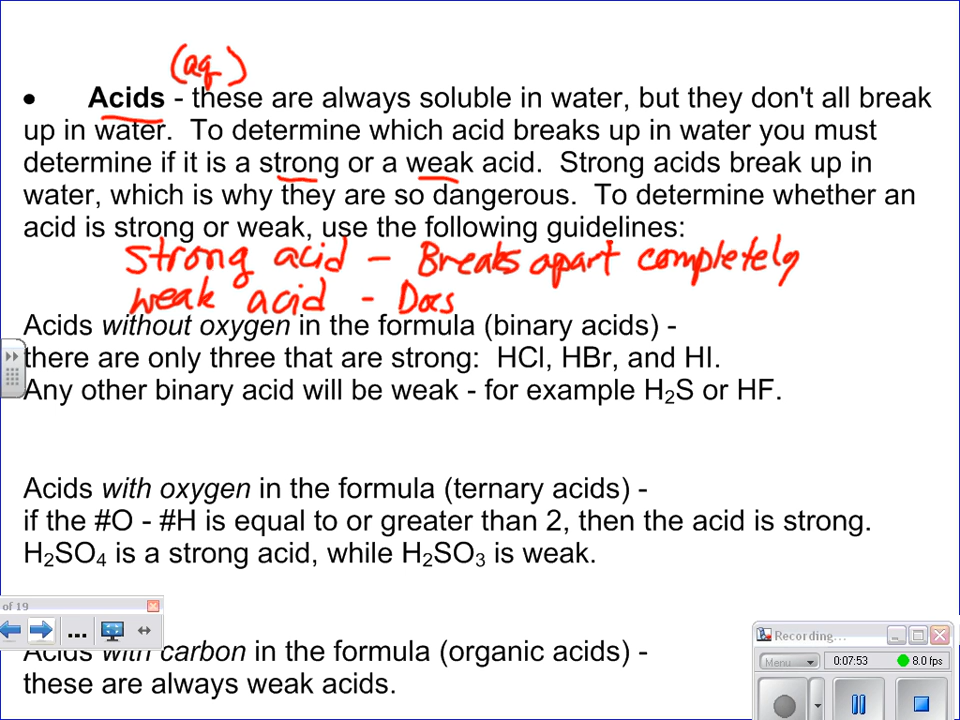 (aq)
• Acids - these are always soluble in water, but they don't all break
up in water. To determine which acid breaks up in water you must
determine if it is a strong or a weak acid. Strong acids break up in
water, which is why they are so dangerous. To determine whether an
acid is strong or weak, use the following guidelines:
Strong acid - Breaks apart completely
weak acid - Does
Acids without oxygen in the formula (binary acids) -
there are only three that are strong: HCl, HBr, and HI.
Any other binary acid will be weak - for example H₂S or HF.
Acids with oxygen in the formula (ternary acids) -
if the #O - #H is equal to or greater than 2, then the acid is strong.
H₂SO₄ is a strong acid, while H₂SO₃ is weak.
of 19
...
Acids with carbon in the formula (organic acids) -
these are always weak acids.
Recording...
Menu 0:07:53 8.0 fps